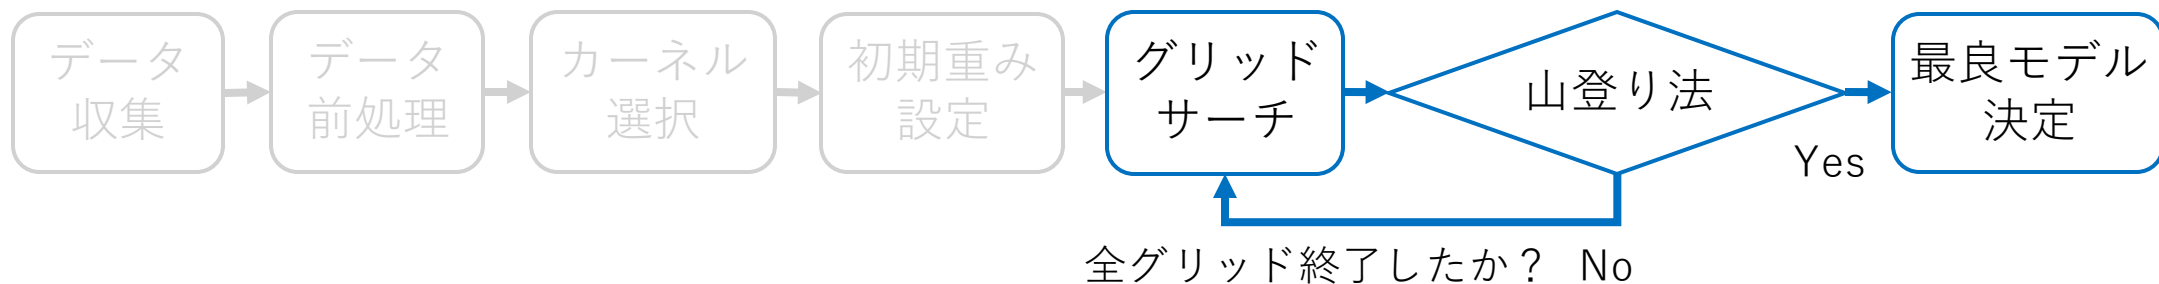 データ
収集
データ
前処理
カーネル
選択
初期重み
設定
グリッド
サーチ
山登り法
最良モデル
決定
Yes
全グリッド終了したか？ No